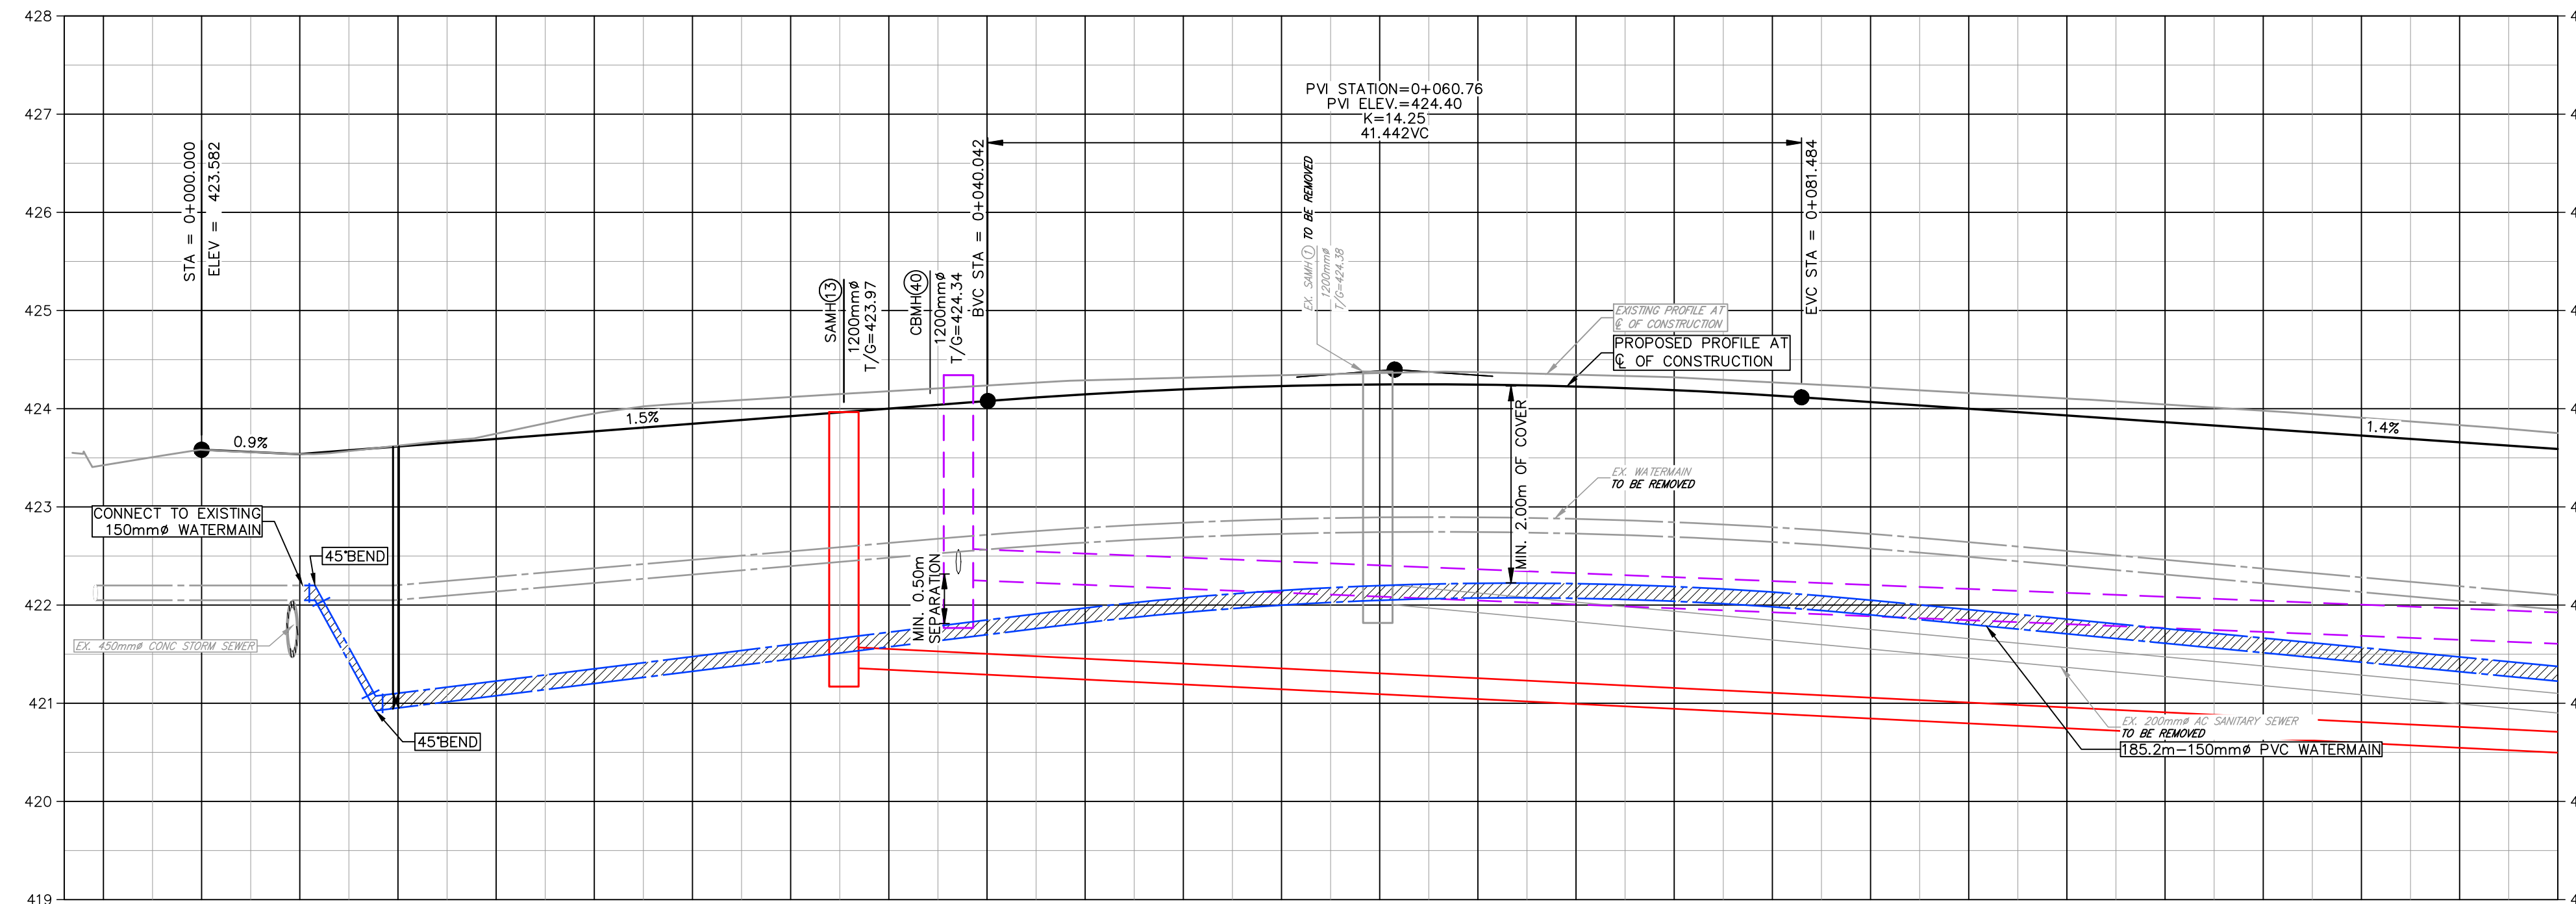 428
427
426
425
424
423
422
421
420
419
STA = 0+000.000
ELEV = 423.582
0.9%
1.5%
SAMH 13
1200mmø
T/G=423.97
CBMH 40
1200mmø
T/G=424.34
BVC STA = 0+040.042
PVI STATION=0+060.76
PVI ELEV.=424.40
K=14.25
41.442VC
EX. SAMH 1 TO BE REMOVED
1200mmø
T/G=424.38
EVC STA = 0+081.484
EXISTING PROFILE AT
℄ OF CONSTRUCTION
PROPOSED PROFILE AT
℄ OF CONSTRUCTION
1.4%
MIN. 2.00m OF COVER
EX. WATERMAIN
TO BE REMOVED
CONNECT TO EXISTING
150mmø WATERMAIN
45°BEND
MIN. 0.50m
SEPARATION
EX. 450mmø CONC STORM SEWER
45°BEND
EX. 200mmø AC SANITARY SEWER
TO BE REMOVED
185.2m-150mmø PVC WATERMAIN